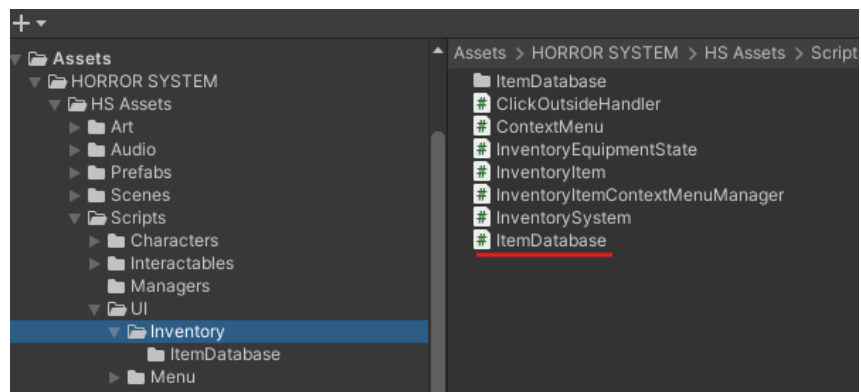 Assets
HORROR SYSTEM
HS Assets
Art
Audio
Prefabs
Scenes
Scripts
Characters
Interactables
Managers
UI
Inventory
ItemDatabase
Menu
Assets > HORROR SYSTEM > HS Assets > Script
ItemDatabase
ClickOutsideHandler
ContextMenu
InventoryEquipmentState
InventoryItem
InventoryItemContextMenuManager
InventorySystem
ItemDatabase